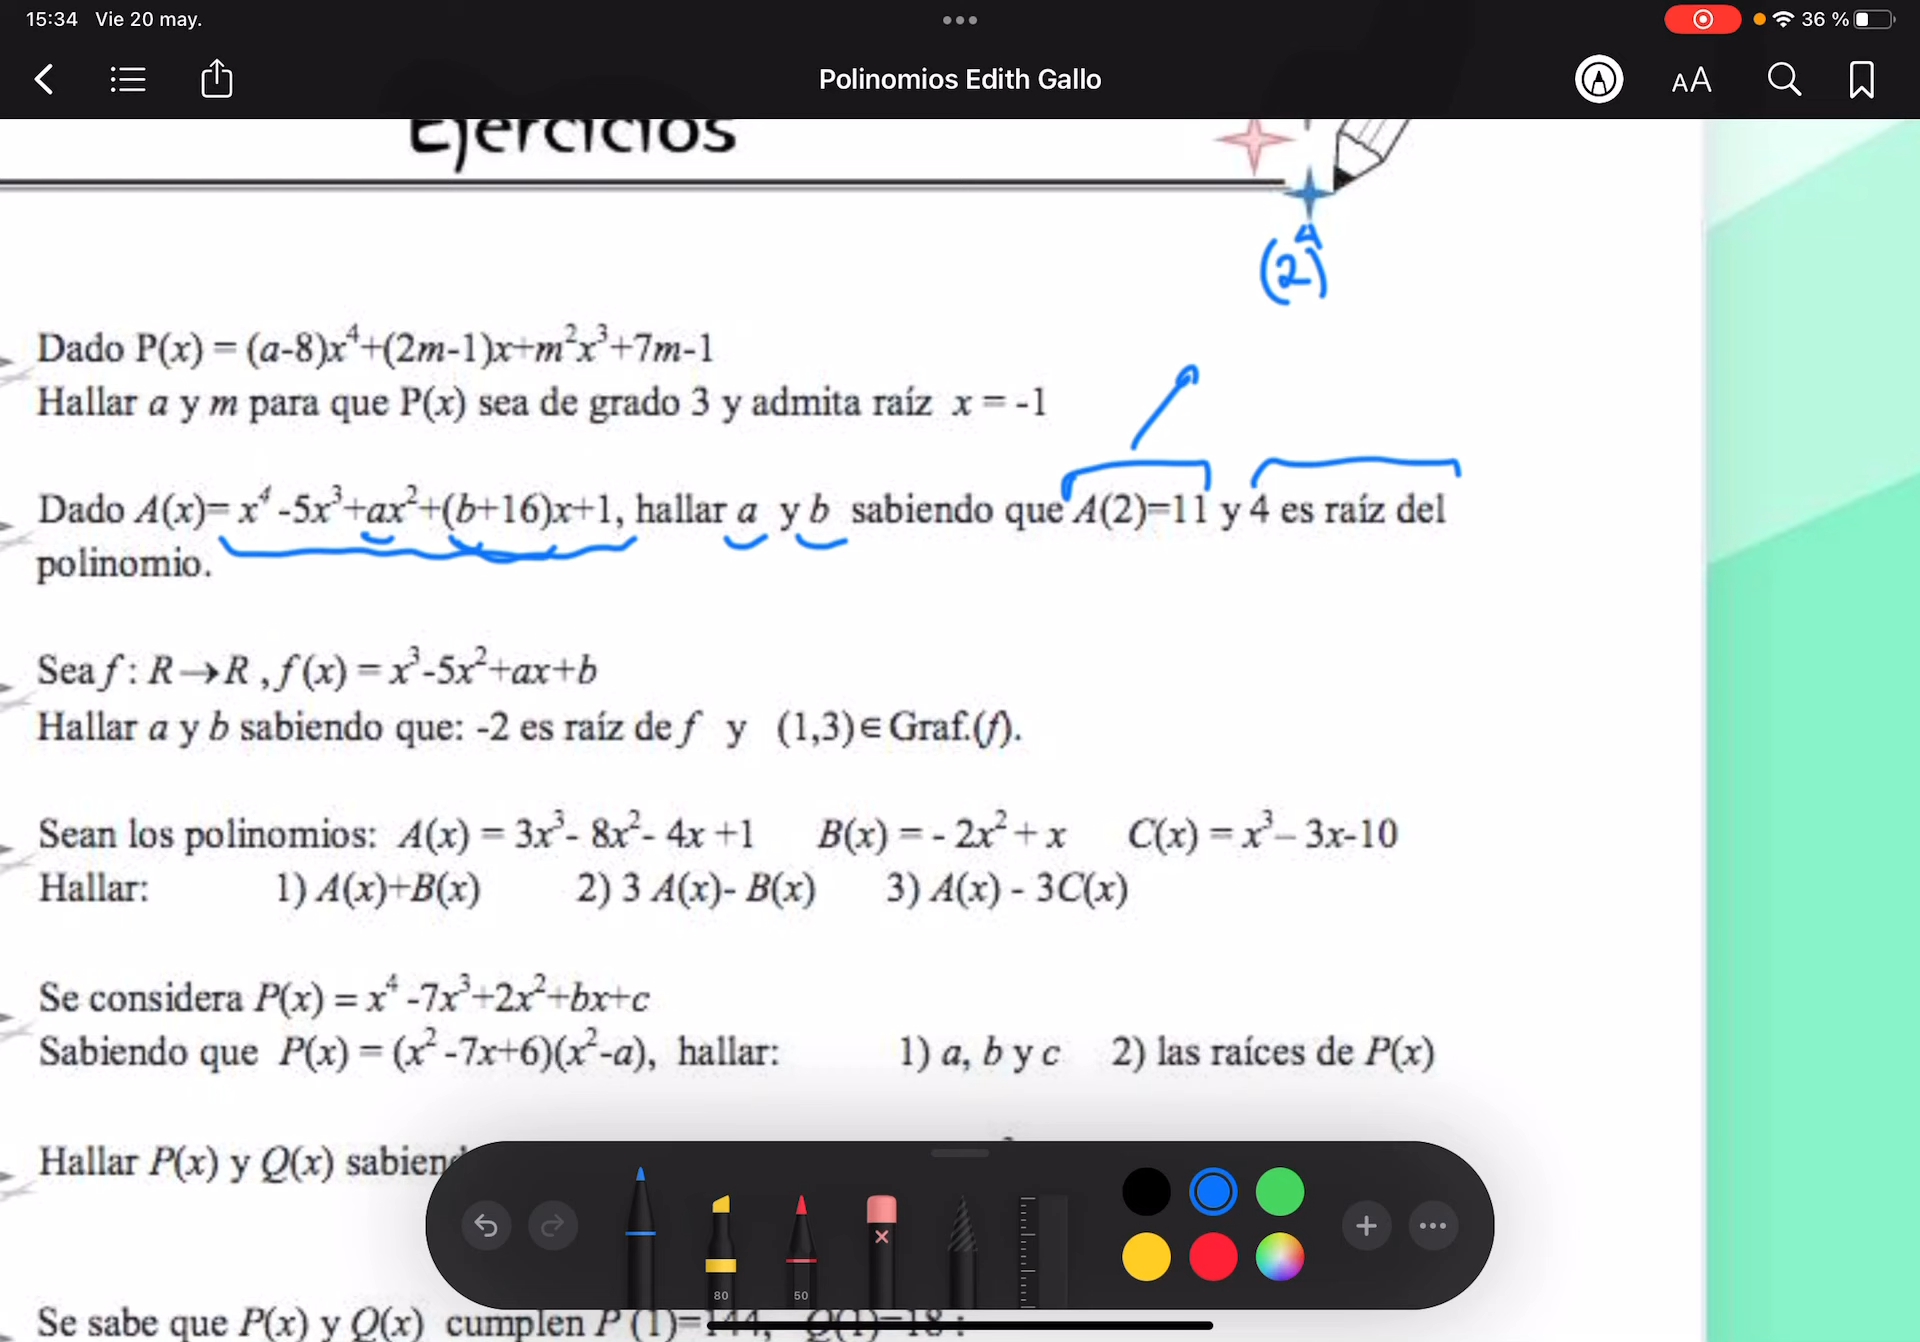 15:34 Vie 20 may.
36 %
Polinomios Edith Gallo
AA
Ejercicios
(2)⁴
Dado P(x) = (a-8)x⁴+(2m-1)x+m²x³+7m-1
Hallar a y m para que P(x) sea de grado 3 y admita raíz x = -1
Dado A(x)= x⁴ -5x³+ax²+(b+16)x+1, hallar a y b sabiendo que A(2)=11 y 4 es raíz del
polinomio.
Sea f : R→R , f (x) = x³-5x²+ax+b
Hallar a y b sabiendo que: -2 es raíz de f y (1,3)∈Graf.(f).
Sean los polinomios: A(x) = 3x³- 8x²- 4x +1 B(x) = - 2x² + x C(x) = x³– 3x-10
Hallar: 1) A(x)+B(x) 2) 3 A(x)- B(x) 3) A(x) - 3C(x)
Se considera P(x) = x⁴ -7x³+2x²+bx+c
Sabiendo que P(x) = (x² -7x+6)(x²-a), hallar: 1) a, b y c 2) las raíces de P(x)
Hallar P(x) y Q(x)
80 50
Se sabe que P(x) y Q(x) cumplen P (1)=144, Q(1)=18 :